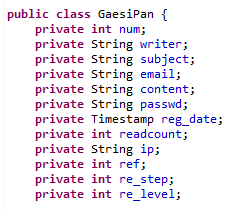 public class GaesiPan {
private int num;
private String writer;
private String subject;
private String email;
private String content;
private String passwd;
private Timestamp reg_date;
private int readcount;
private String ip;
private int ref;
private int re_step;
private int re_level;